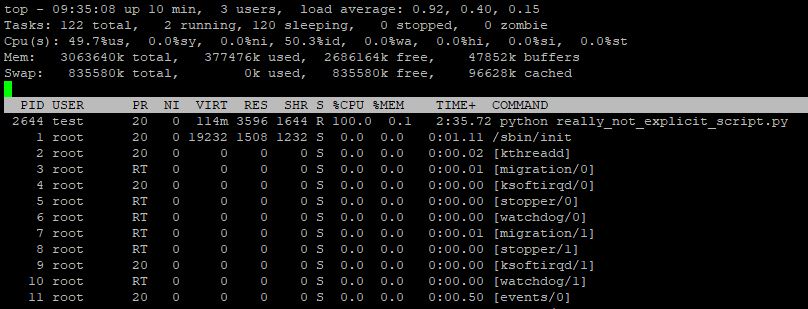 top - 09:35:08 up 10 min,  3 users,  load average: 0.92, 0.40, 0.15
Tasks: 122 total,   2 running, 120 sleeping,   0 stopped,   0 zombie
Cpu(s): 49.7%us,  0.0%sy,  0.0%ni, 50.3%id,  0.0%wa,  0.0%hi,  0.0%si,  0.0%st
Mem:   3063640k total,   377476k used,  2686164k free,    47852k buffers
Swap:   835580k total,        0k used,   835580k free,    96628k cached
  PID USER      PR  NI  VIRT  RES  SHR S %CPU %MEM    TIME+  COMMAND
 2644 test      20   0  114m 3596 1644 R 100.0  0.1   2:35.72 python really_not_explicit_script.py
    1 root      20   0 19232 1508 1232 S  0.0  0.0   0:01.11 /sbin/init
    2 root      20   0     0    0    0 S  0.0  0.0   0:00.02 [kthreadd]
    3 root      RT   0     0    0    0 S  0.0  0.0   0:00.01 [migration/0]
    4 root      20   0     0    0    0 S  0.0  0.0   0:00.00 [ksoftirqd/0]
    5 root      RT   0     0    0    0 S  0.0  0.0   0:00.00 [stopper/0]
    6 root      RT   0     0    0    0 S  0.0  0.0   0:00.00 [watchdog/0]
    7 root      RT   0     0    0    0 S  0.0  0.0   0:00.01 [migration/1]
    8 root      RT   0     0    0    0 S  0.0  0.0   0:00.00 [stopper/1]
    9 root      20   0     0    0    0 S  0.0  0.0   0:00.00 [ksoftirqd/1]
   10 root      RT   0     0    0    0 S  0.0  0.0   0:00.00 [watchdog/1]
   11 root      20   0     0    0    0 S  0.0  0.0   0:00.50 [events/0]